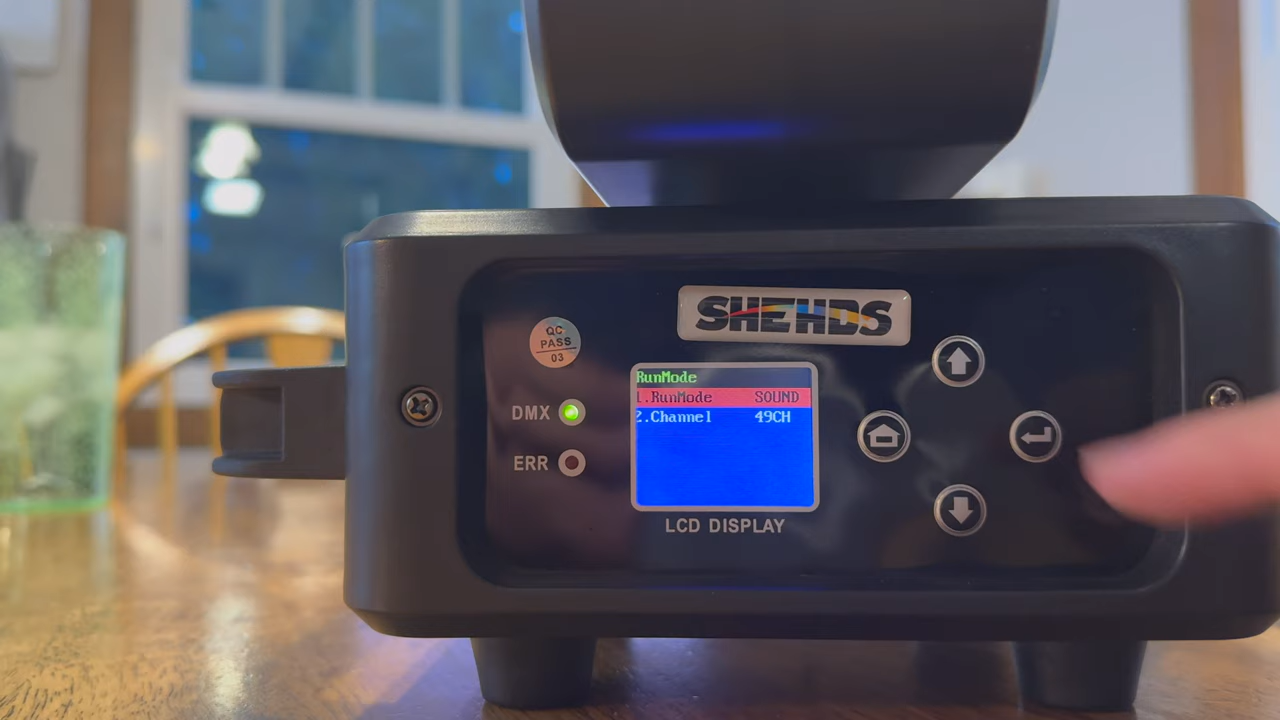 SHEHDS
QC
PASS
03
RunMode
1.RunMode SOUND
2.Channel 49CH
DMX
ERR
LCD DISPLAY